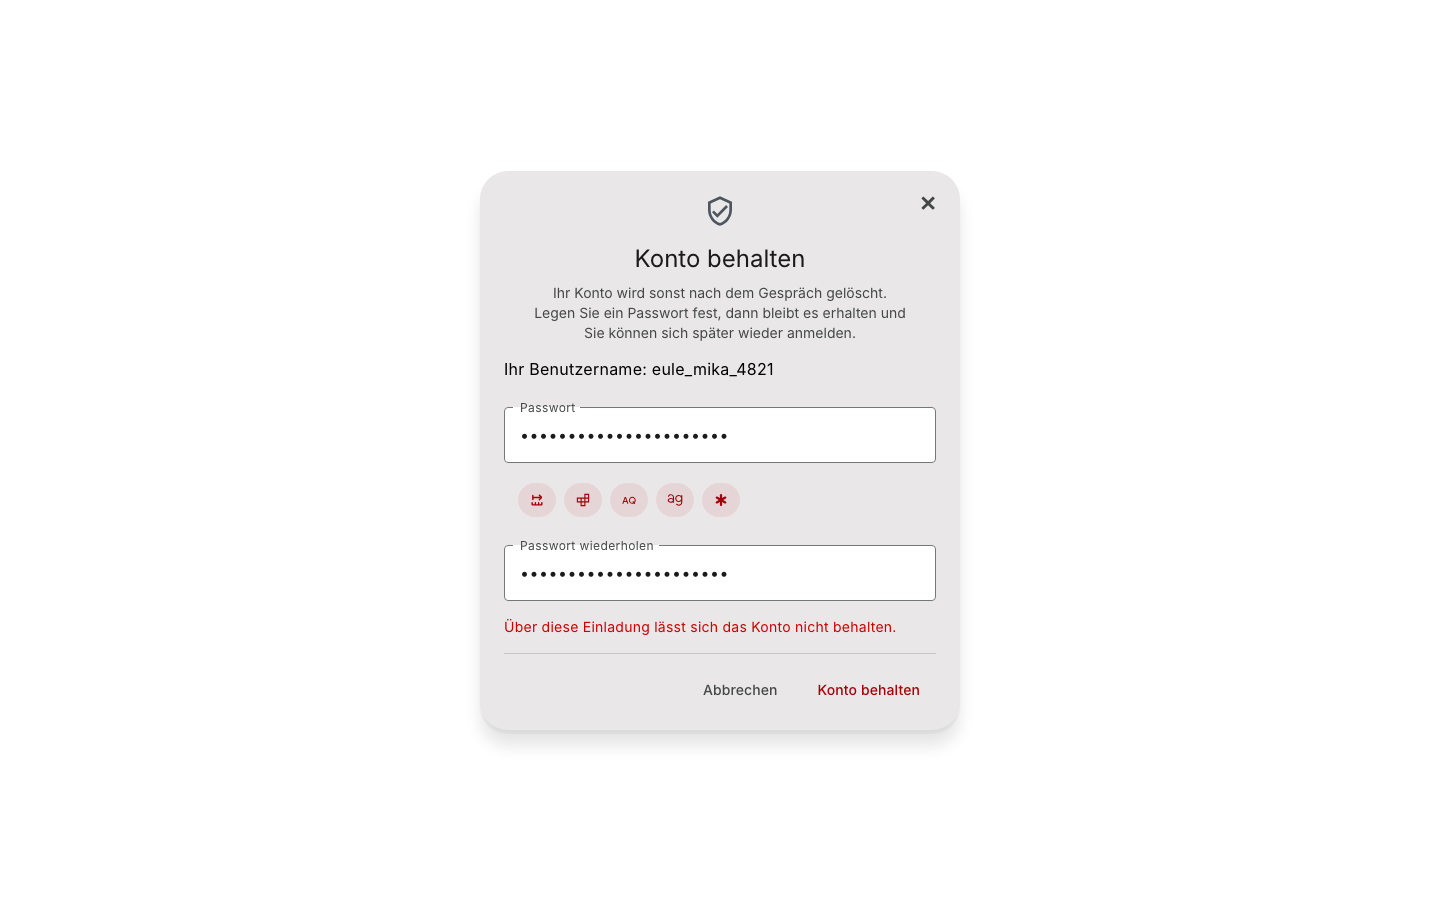 Konto behalten
Ihr Konto wird sonst nach dem Gespräch gelöscht.
Legen Sie ein Passwort fest, dann bleibt es erhalten und
Sie können sich später wieder anmelden.
Ihr Benutzername: eule_mika_4821
Passwort
••••••••••••••••••••••
AQ
ag
Passwort wiederholen
••••••••••••••••••••••
Über diese Einladung lässt sich das Konto nicht behalten.
Abbrechen Konto behalten